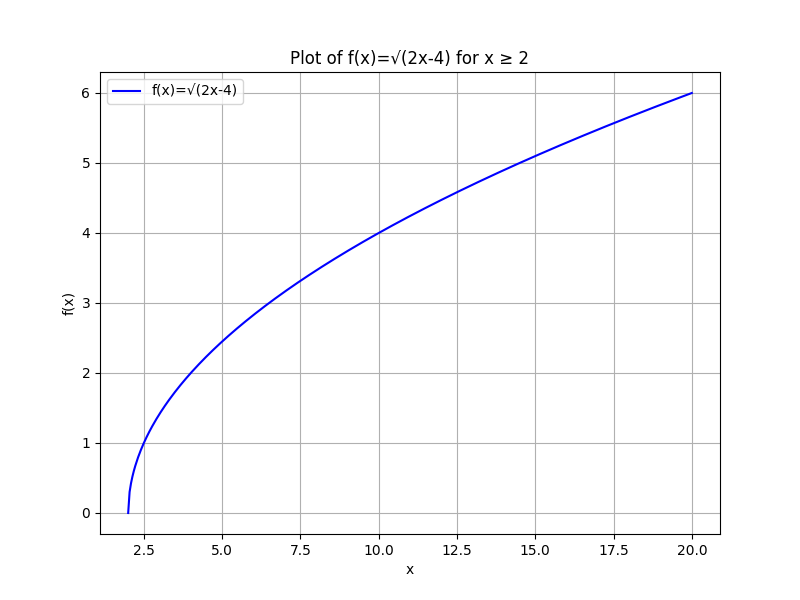 Plot of f(x)=√(2x-4) for x ≥ 2
f(x)=√(2x-4)
6
5
4
3
2
1
0
f(x)
2.5 5.0 7.5 10.0 12.5 15.0 17.5 20.0
x